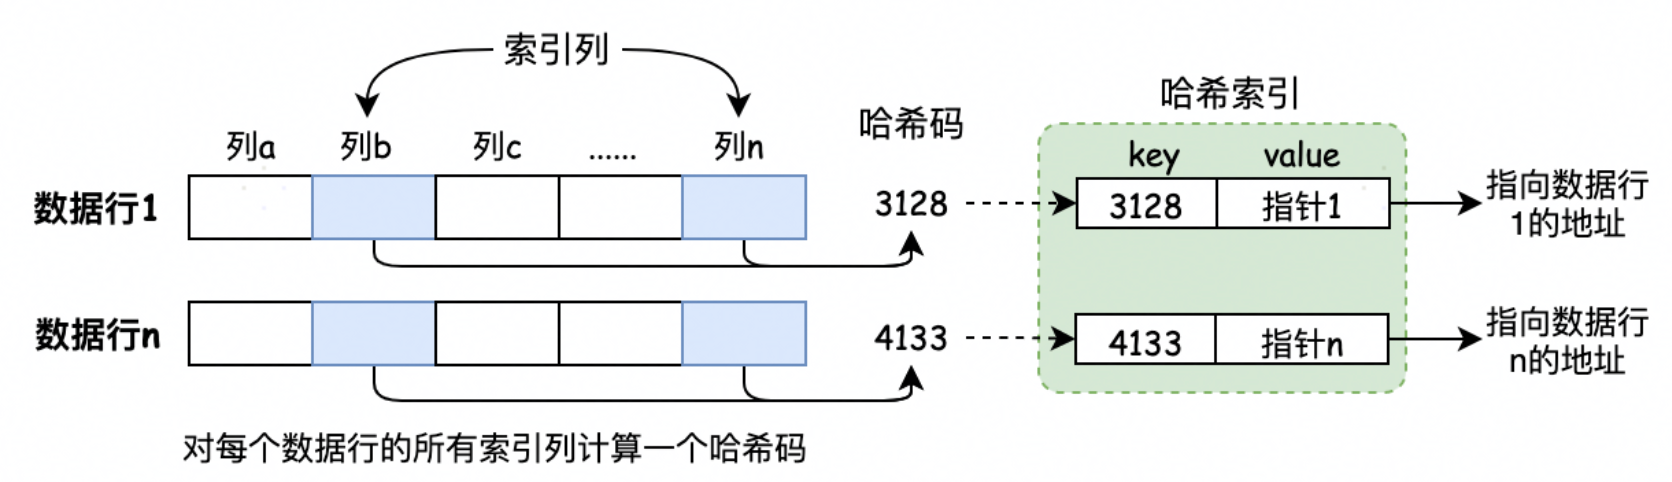 索引列
哈希索引
哈希码
列a 列b 列c ...... 列n
key value
数据行1
3128
3128 指针1
指向数据行
1的地址
数据行n
4133
4133 指针n
指向数据行
n的地址
对每个数据行的所有索引列计算一个哈希码